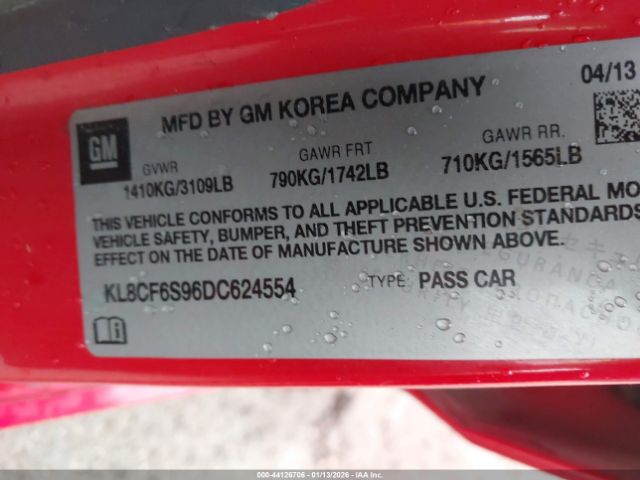 04/13
MFD BY GM KOREA COMPANY
GM
GVWR
1410KG/3109LB
GAWR FRT
790KG/1742LB
GAWR RR.
710KG/1565LB
THIS VEHICLE CONFORMS TO ALL APPLICABLE U.S. FEDERAL MO
VEHICLE SAFETY, BUMPER, AND THEFT PREVENTION STANDARDS
EFFECT ON THE DATE OF MANUFACTURE SHOWN ABOVE.
KL8CF6S96DC624554
TYPE: PASS CAR
000-44126706 - 01/13/2026 - IAAI.COM